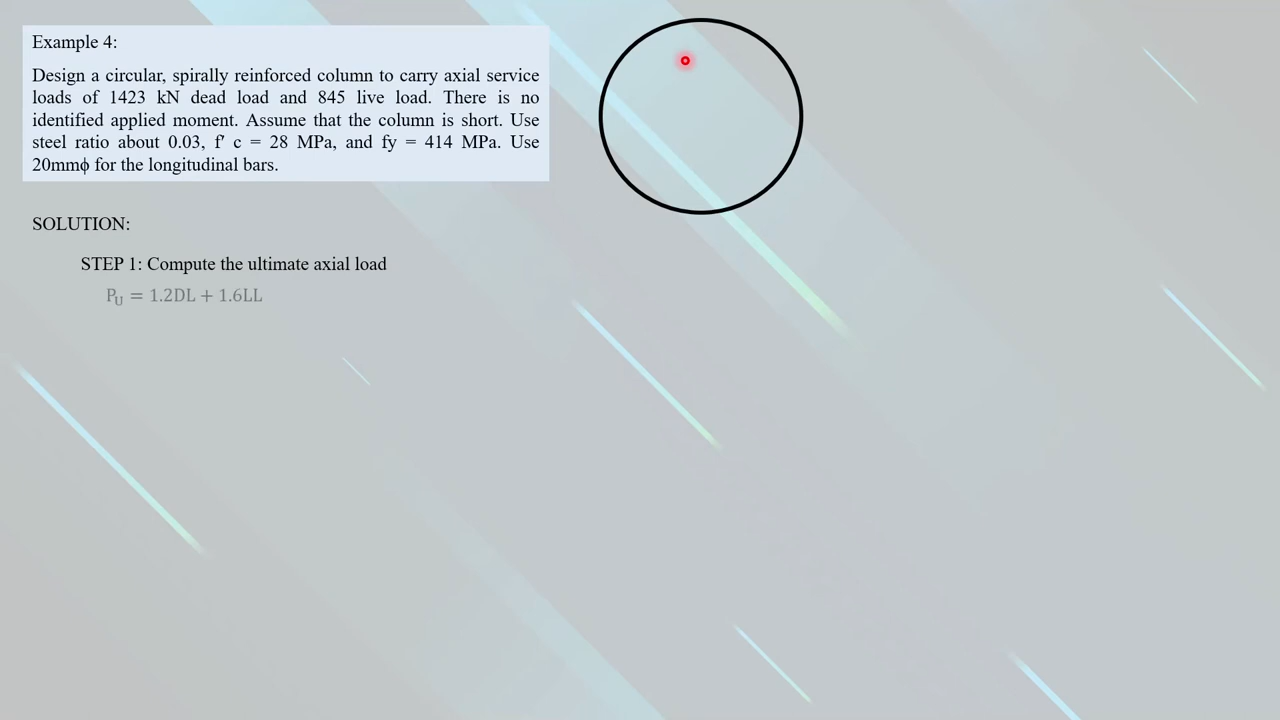 Example 4:
Design a circular, spirally reinforced column to carry axial service
loads of 1423 kN dead load and 845 live load. There is no
identified applied moment. Assume that the column is short. Use
steel ratio about 0.03, f' c = 28 MPa, and fy = 414 MPa. Use
20mmϕ for the longitudinal bars.
SOLUTION:
STEP 1: Compute the ultimate axial load
P_U = 1.2DL + 1.6LL